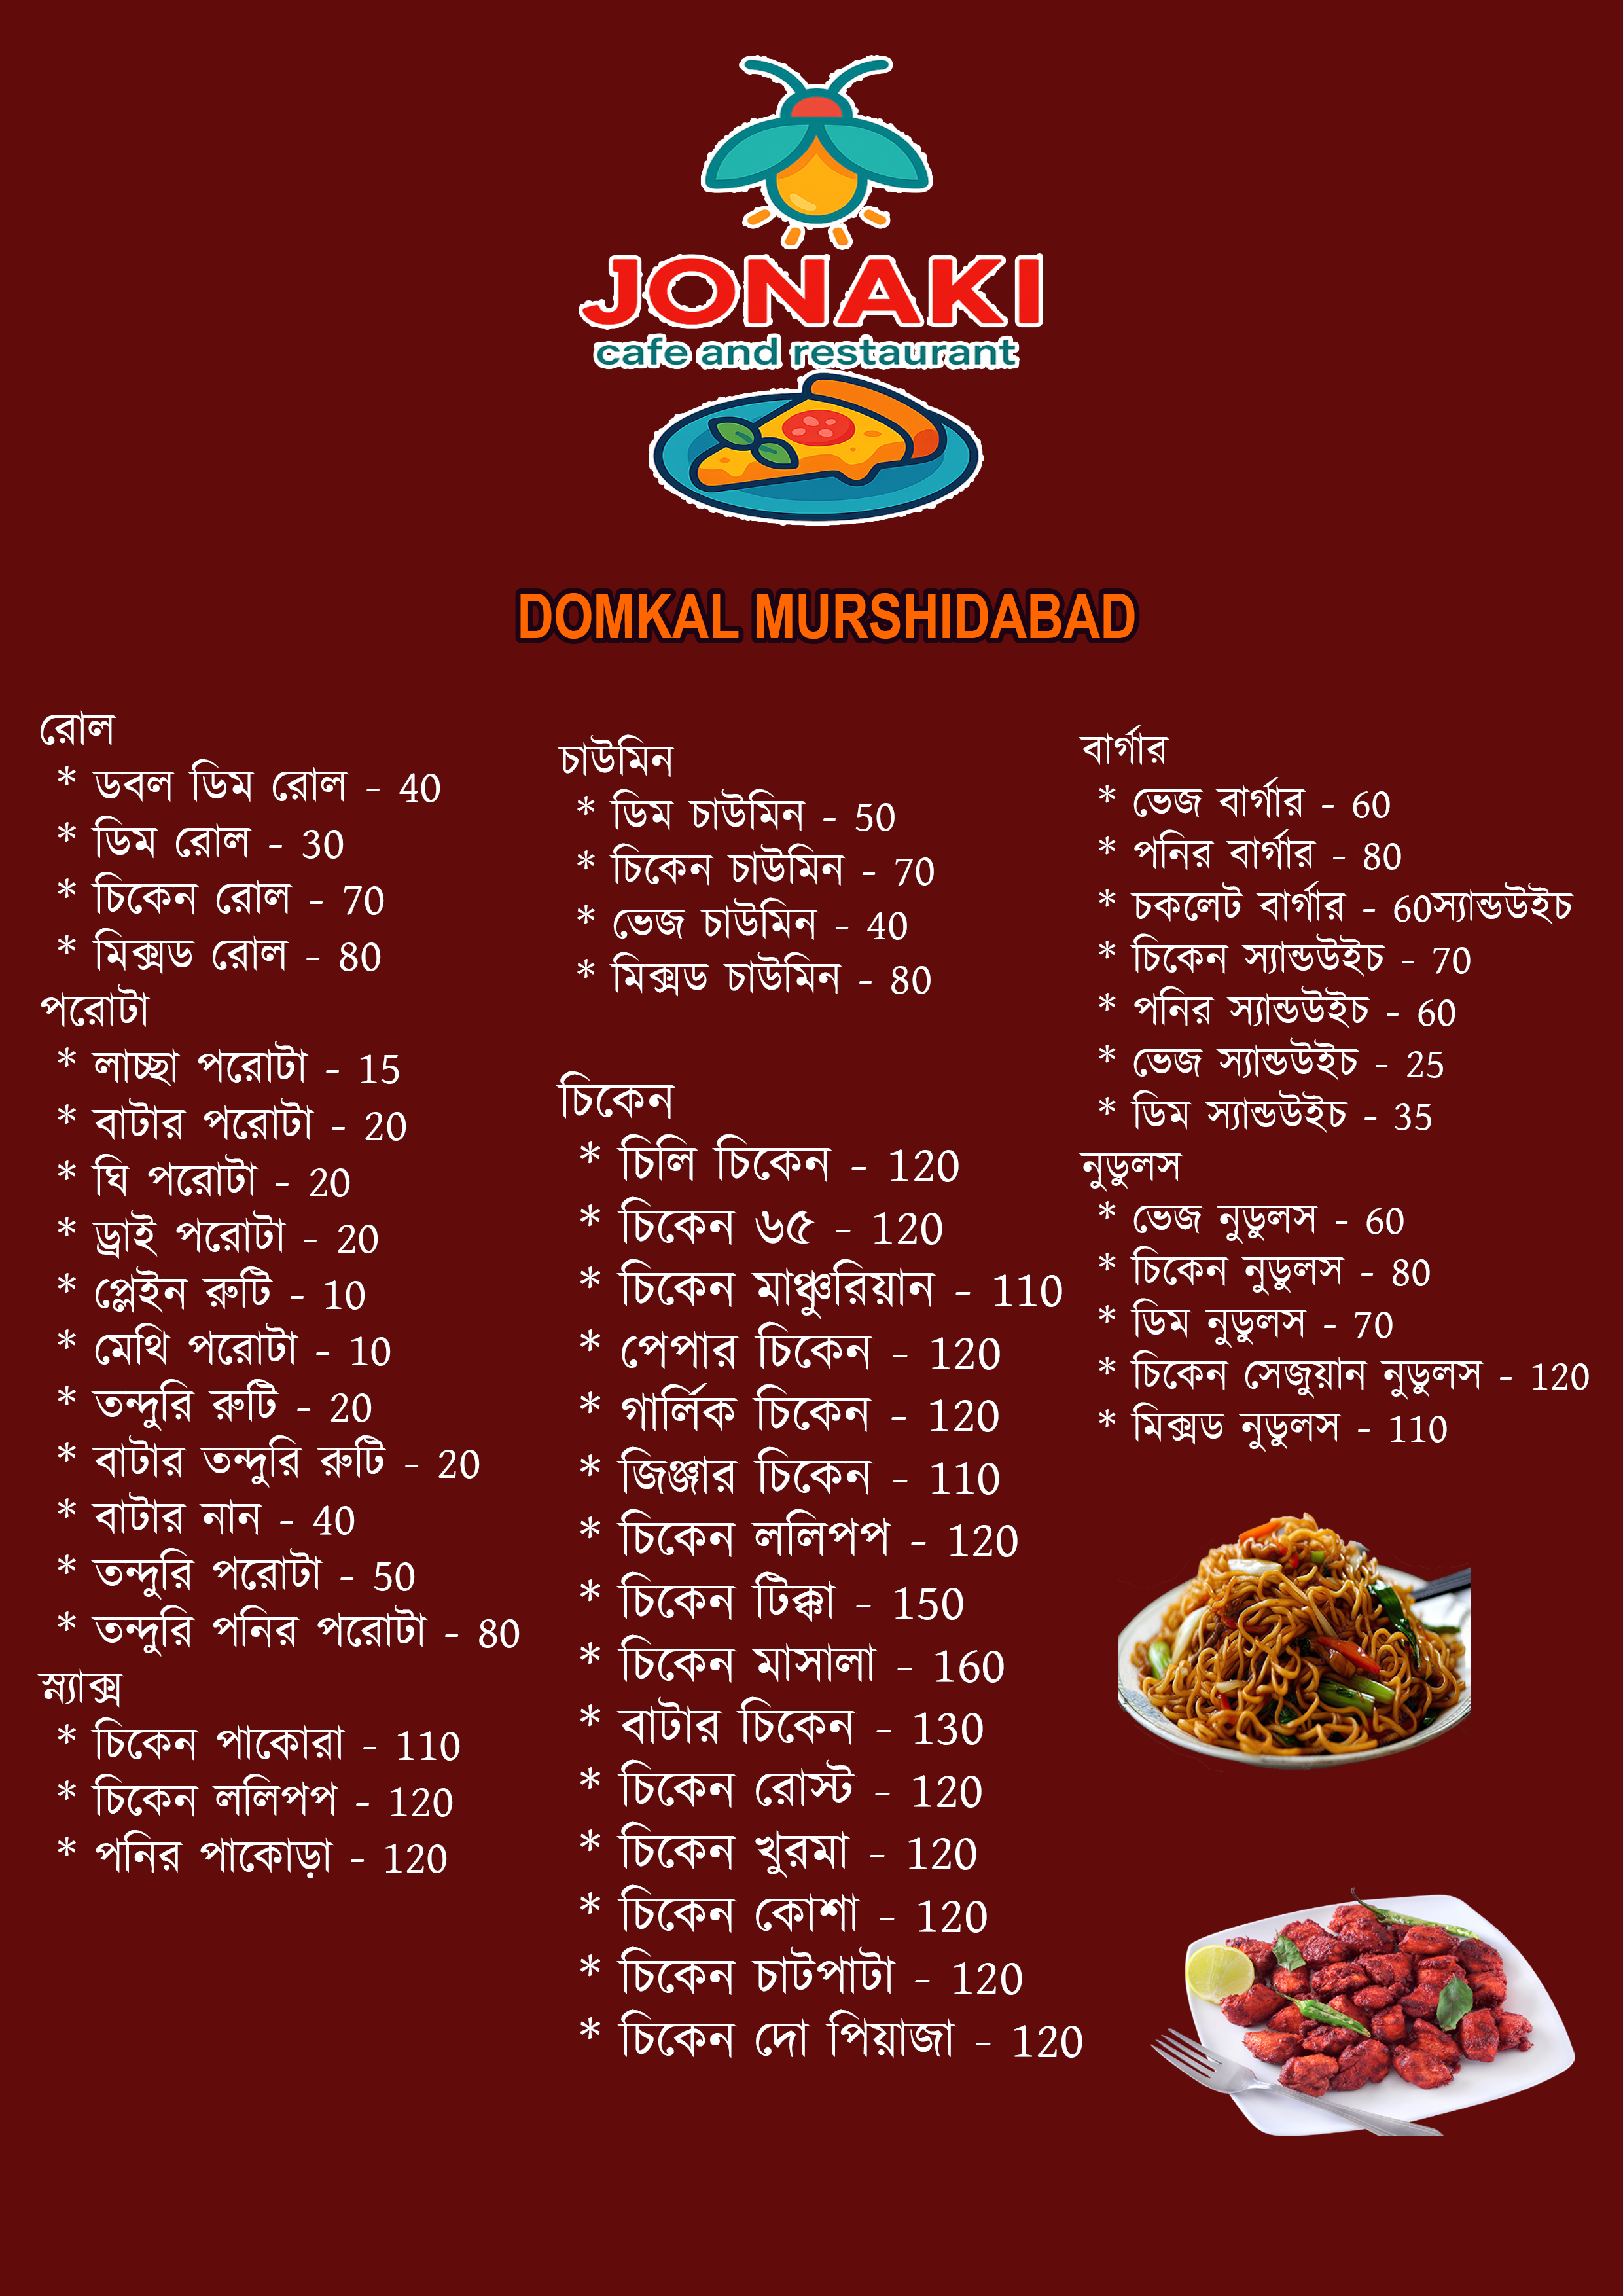 JONAKI
cafe and restaurant
DOMKAL MURSHIDABAD
রোল
* ডবল ডিম রোল - 40
* ডিম রোল - 30
* চিকেন রোল - 70
* মিক্সড রোল - 80
পরোটা
* লাচ্ছা পরোটা - 15
* বাটার পরোটা - 20
* ঘি পরোটা - 20
* ড্রাই পরোটা - 20
* প্লেইন রুটি - 10
* মেথি পরোটা - 10
* তন্দুরি রুটি - 20
* বাটার তন্দুরি রুটি - 20
* বাটার নান - 40
* তন্দুরি পরোটা - 50
* তন্দুরি পনির পরোটা - 80
স্ন্যাক্স
* চিকেন পাকোরা - 110
* চিকেন ললিপপ - 120
* পনির পাকোড়া - 120
চাউমিন
* ডিম চাউমিন - 50
* চিকেন চাউমিন - 70
* ভেজ চাউমিন - 40
* মিক্সড চাউমিন - 80
চিকেন
* চিলি চিকেন - 120
* চিকেন ৬৫ - 120
* চিকেন মাঞ্চুরিয়ান - 110
* পেপার চিকেন - 120
* গার্লিক চিকেন - 120
* জিঞ্জার চিকেন - 110
* চিকেন ললিপপ - 120
* চিকেন টিক্কা - 150
* চিকেন মাসালা - 160
* বাটার চিকেন - 130
* চিকেন রোস্ট - 120
* চিকেন খুরমা - 120
* চিকেন কোশা - 120
* চিকেন চাটপাটা - 120
* চিকেন দো পিয়াজা - 120
বার্গার
* ভেজ বার্গার - 60
* পনির বার্গার - 80
* চকলেট বার্গার - 60স্যান্ডউইচ
* চিকেন স্যান্ডউইচ - 70
* পনির স্যান্ডউইচ - 60
* ভেজ স্যান্ডউইচ - 25
* ডিম স্যান্ডউইচ - 35
নুডুলস
* ভেজ নুডুলস - 60
* চিকেন নুডুলস - 80
* ডিম নুডুলস - 70
* চিকেন সেজুয়ান নুডুলস - 120
* মিক্সড নুডুলস - 110